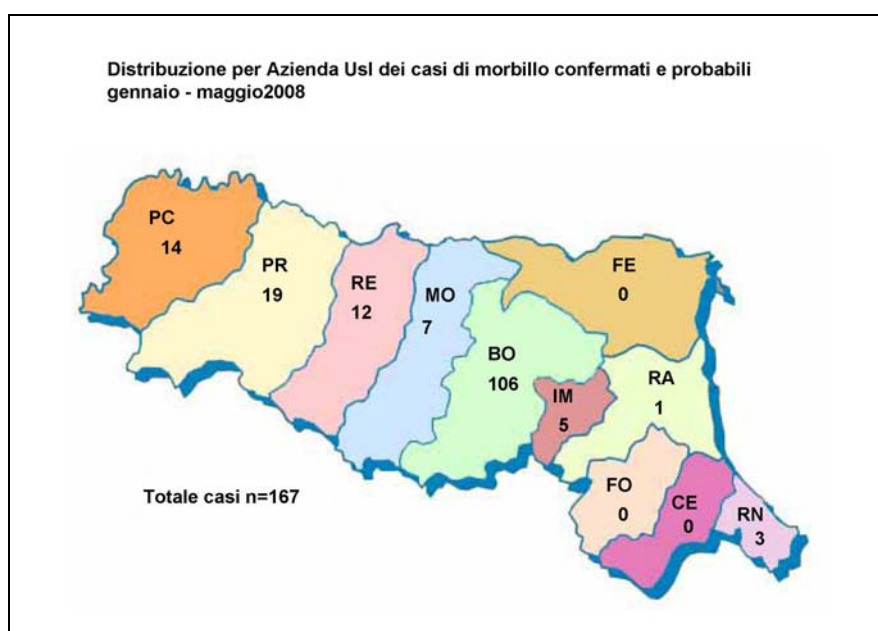 Distribuzione per Azienda Usl dei casi di morbillo confermati e probabili
gennaio - maggio2008
PC
14
PR
19
RE
12
MO
7
FE
0
BO
106
IM
5
RA
1
FO
0
CE
0
RN
3
Totale casi n=167